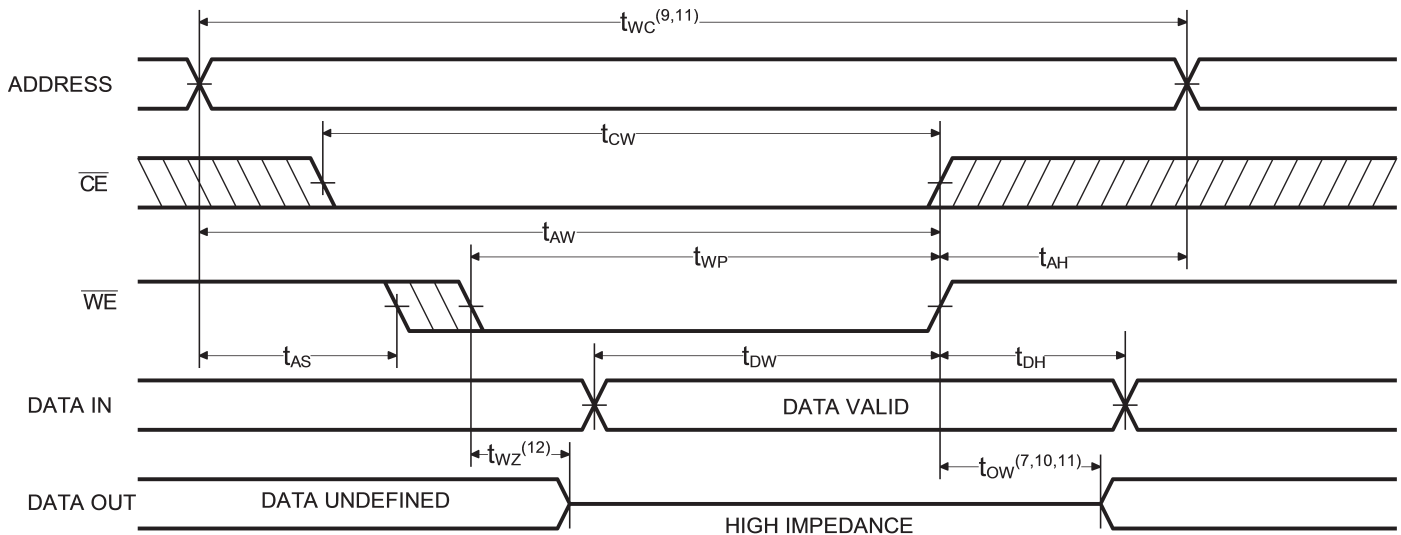 tWC(9,11)
ADDRESS
tCW
CE
tAW
tWP
tAH
WE
tAS
tDW
tDH
DATA IN
DATA VALID
tWZ(12)
tOW(7,10,11)
DATA OUT
DATA UNDEFINED
HIGH IMPEDANCE